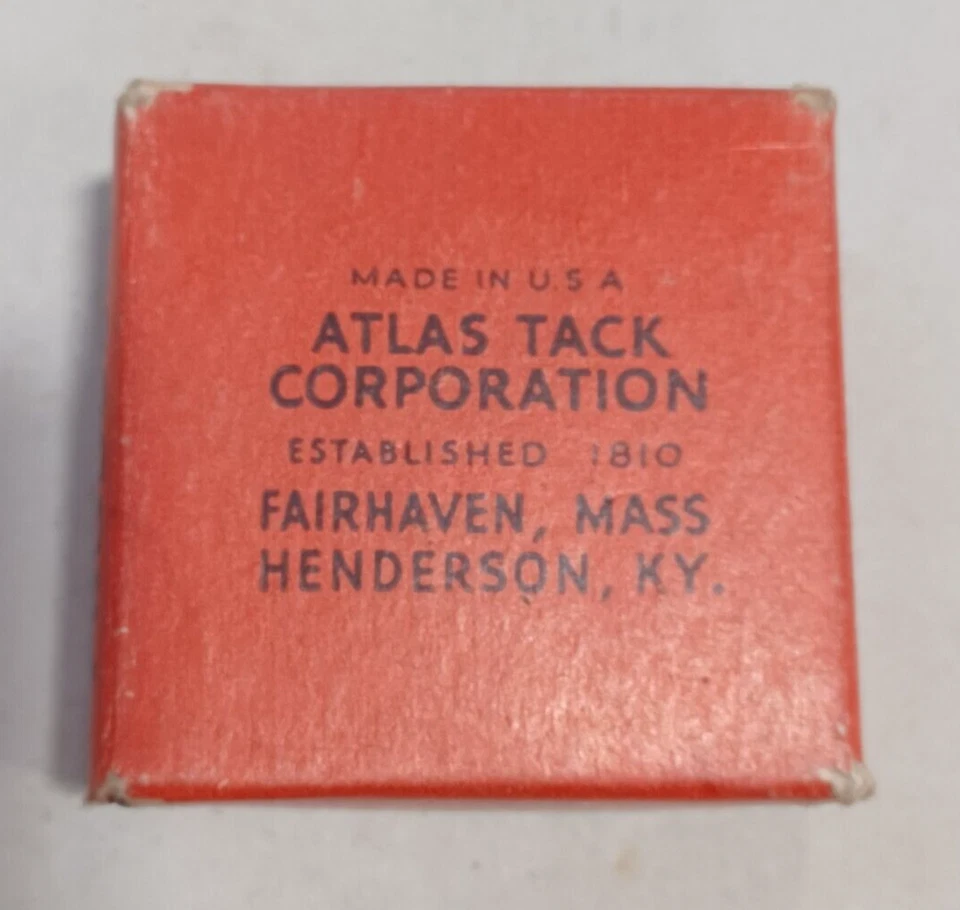 MADE IN U.S A
ATLAS TACK
CORPORATION
ESTABLISHED 1810
FAIRHAVEN, MASS
HENDERSON, KY.